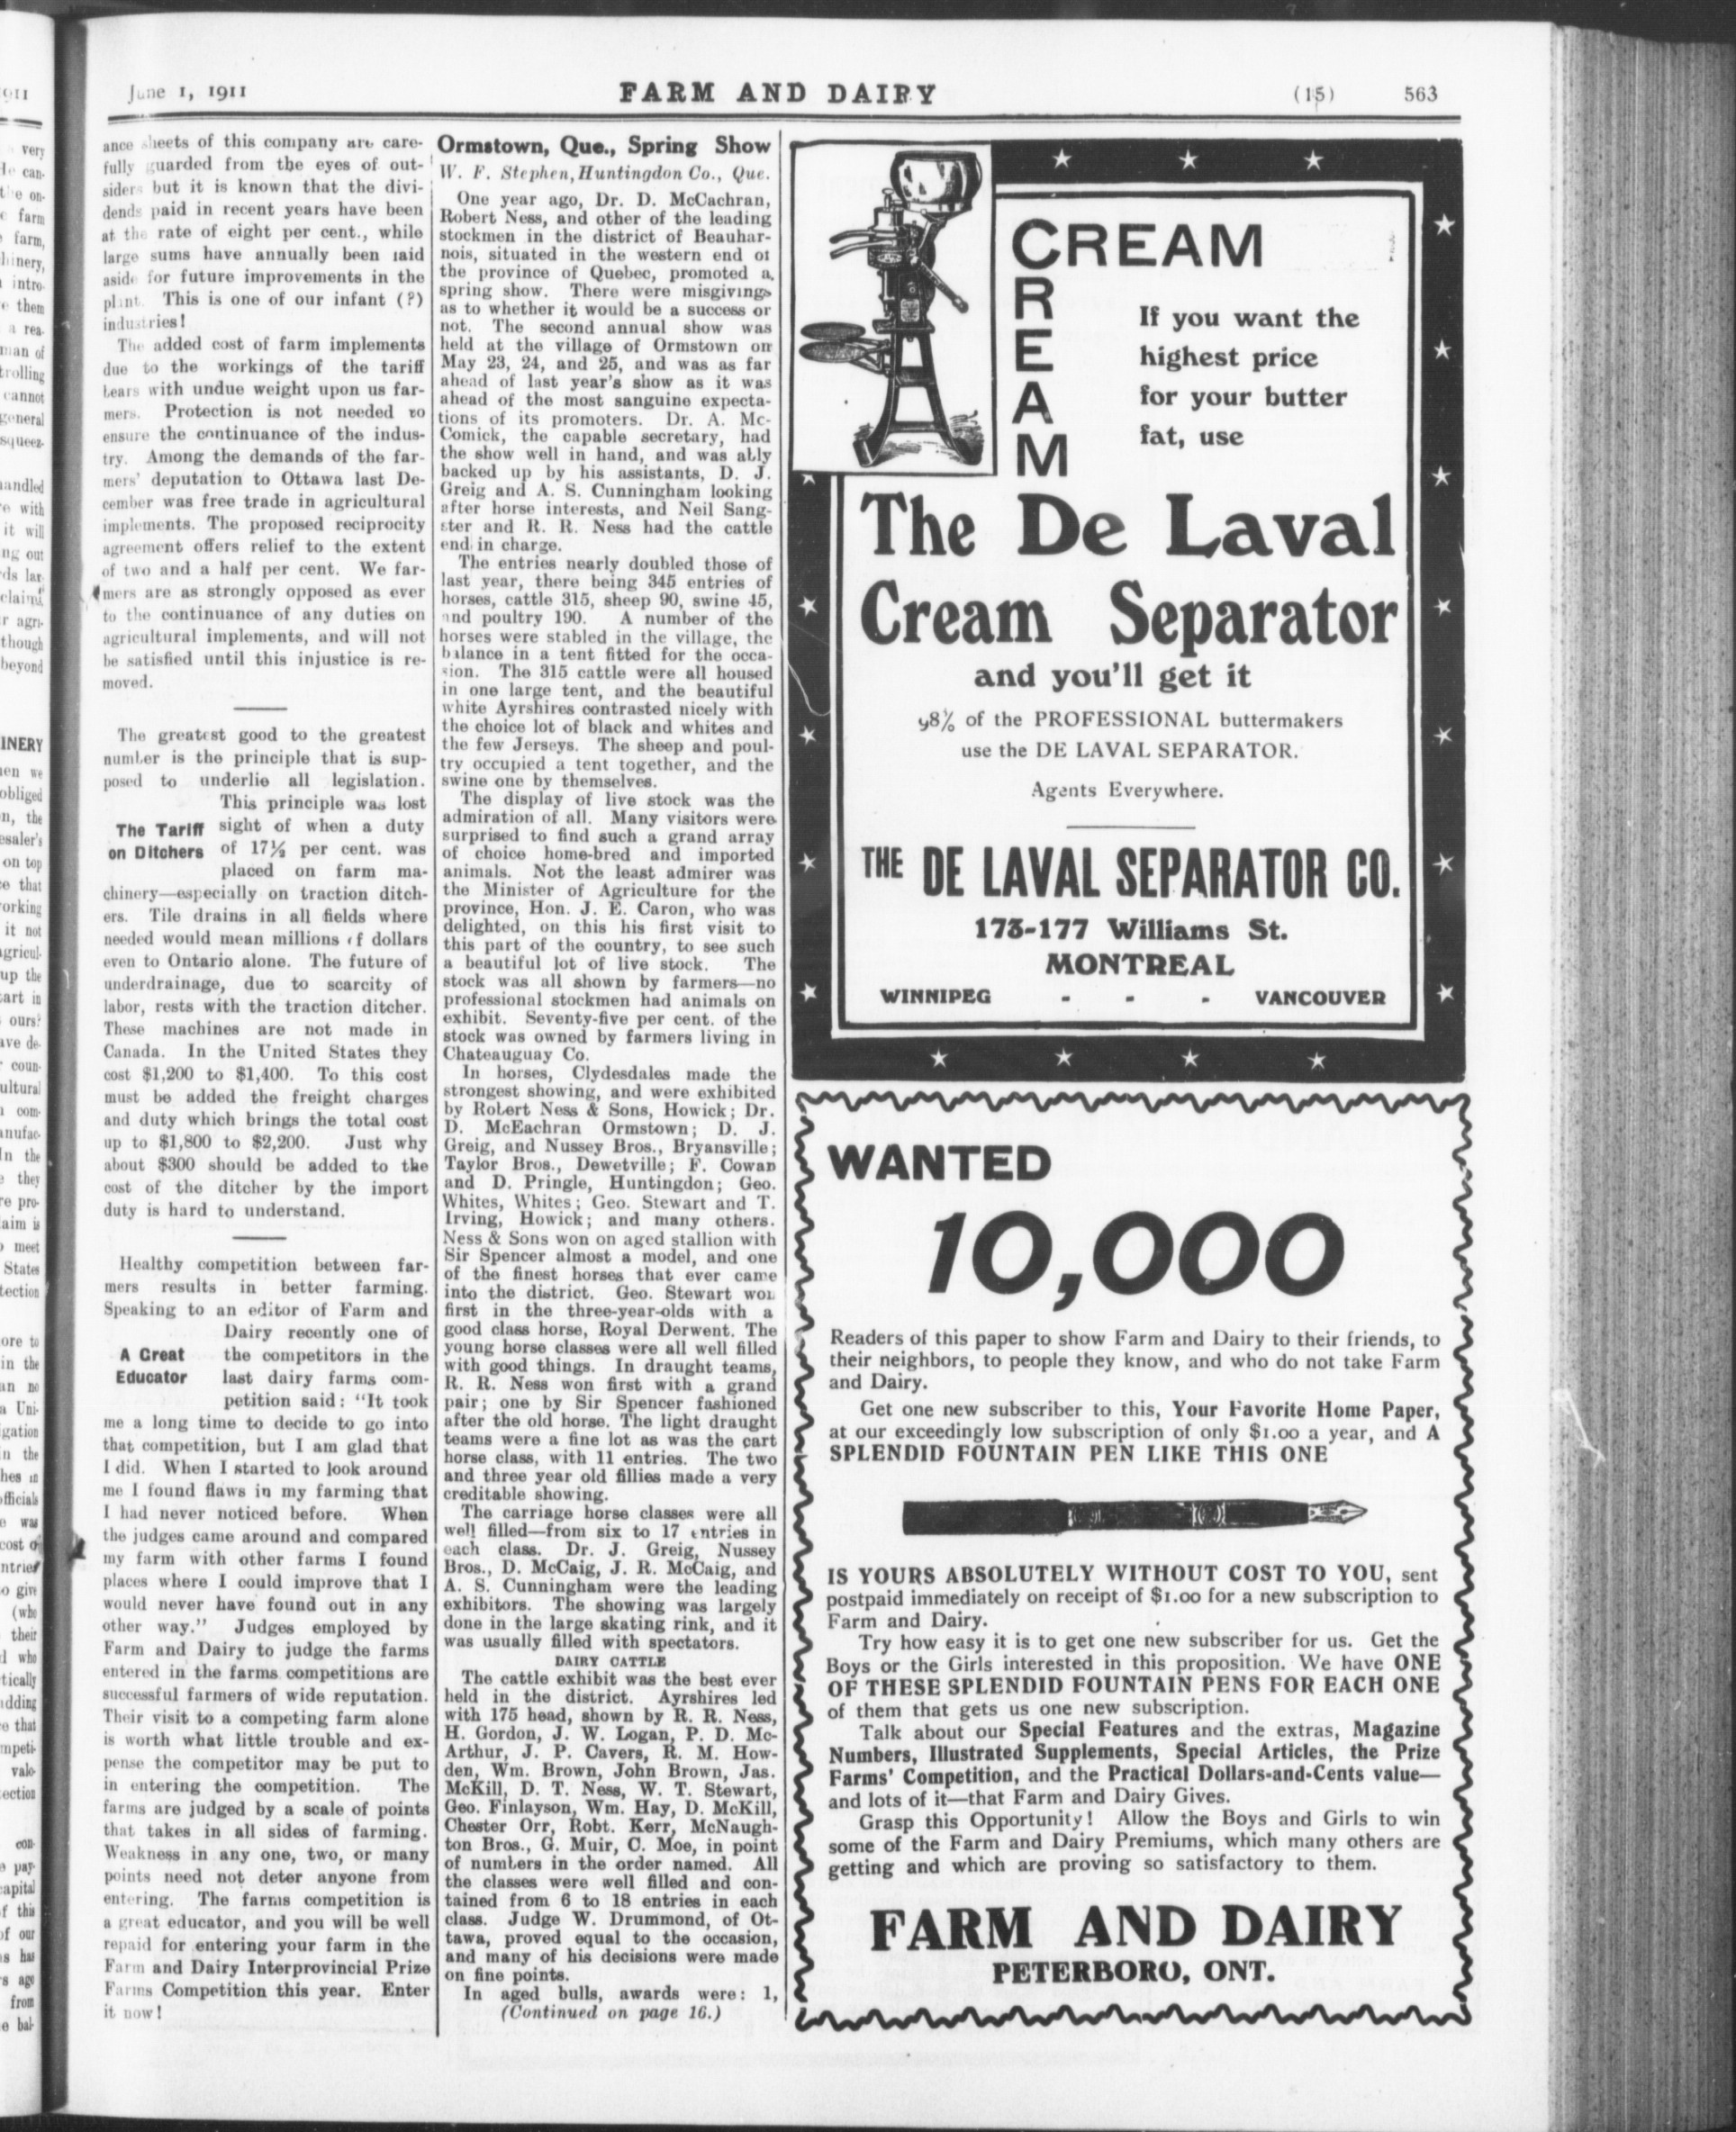 June 1, 1911
FARM AND DAIRY
(15) 563
ance sheets of this company are care-
fully guarded from the eyes of out-
siders but it is known that the divi-
dends paid in recent years have been
at the rate of eight per cent., while
large sums have annually been laid
aside for future improvements in the
plant. This is one of our infant (?)
industries!
The added cost of farm implements
due to the workings of the tariff
bears with undue weight upon us far-
mers. Protection is not needed to
ensure the continuance of the indus-
try. Among the demands of the far-
mers' deputation to Ottawa last De-
cember was free trade in agricultural
implements. The proposed reciprocity
agreement offers relief to the extent
of two and a half per cent. We far-
mers are as strongly opposed as ever
to the continuance of any duties on
agricultural implements, and will not
be satisfied until this injustice is re-
moved.
The greatest good to the greatest
number is the principle that is sup-
posed to underlie all legislation.
This principle was lost
The Tariff
on Ditchers
sight of when a duty
of 17½ per cent. was
placed on farm ma-
chinery—especially on traction ditch-
ers. Tile drains in all fields where
needed would mean millions of dollars
even to Ontario alone. The future of
underdrainage, due to scarcity of
labor, rests with the traction ditcher.
These machines are not made in
Canada. In the United States they
cost $1,200 to $1,400. To this cost
must be added the freight charges
and duty which brings the total cost
up to $1,800 to $2,200. Just why
about $300 should be added to the
cost of the ditcher by the import
duty is hard to understand.
Healthy competition between far-
mers results in better farming.
Speaking to an editor of Farm and
Dairy recently one of
A Great
Educator
the competitors in the
last dairy farms com-
petition said: "It took
me a long time to decide to go into
that competition, but I am glad that
I did. When I started to look around
me I found flaws in my farming that
I had never noticed before. When
the judges came around and compared
my farm with other farms I found
places where I could improve that I
would never have found out in any
other way." Judges employed by
Farm and Dairy to judge the farms
entered in the farms competitions are
successful farmers of wide reputation.
Their visit to a competing farm alone
is worth what little trouble and ex-
pense the competitor may be put to
in entering the competition. The
farms are judged by a scale of points
that takes in all sides of farming.
Weakness in any one, two, or many
points need not deter anyone from
entering. The farms competition is
a great educator, and you will be well
repaid for entering your farm in the
Farm and Dairy Interprovincial Prize
Farms Competition this year. Enter
it now!
Ormstown, Que., Spring Show
W. F. Stephen, Huntingdon Co., Que.
One year ago, Dr. D. McCachran,
Robert Ness, and other of the leading
stockmen in the district of Beauhar-
nois, situated in the western end of
the province of Quebec, promoted a
spring show. There were misgivings
as to whether it would be a success or
not. The second annual show was
held at the village of Ormstown on
May 23, 24, and 25, and was as far
ahead of last year's show as it was
ahead of the most sanguine expecta-
tions of its promoters. Dr. A. Mc-
Comick, the capable secretary, had
the show well in hand, and was ably
backed up by his assistants, D. J.
Greig and A. S. Cunningham looking
after horse interests, and Neil Sang-
ster and R. R. Ness had the cattle
end in charge.
The entries nearly doubled those of
last year, there being 345 entries of
horses, cattle 315, sheep 90, swine 45,
and poultry 190. A number of the
horses were stabled in the village, the
balance in a tent fitted for the occa-
sion. The 315 cattle were all housed
in one large tent, and the beautiful
white Ayrshires contrasted nicely with
the choice lot of black and whites and
the few Jerseys. The sheep and poul-
try occupied a tent together, and the
swine one by themselves.
The display of live stock was the
admiration of all. Many visitors were
surprised to find such a grand array
of choice home-bred and imported
animals. Not the least admirer was
the Minister of Agriculture for the
province, Hon. J. E. Caron, who was
delighted, on this his first visit to
this part of the country, to see such
a beautiful lot of live stock. The
stock was all shown by farmers—no
professional stockmen had animals on
exhibit. Seventy-five per cent. of the
stock was owned by farmers living in
Chateauguay Co.
In horses, Clydesdales made the
strongest showing, and were exhibited
by Robert Ness & Sons, Howick; Dr.
D. McEachran Ormstown; D. J.
Greig, and Nussey Bros., Bryansville;
Taylor Bros., Dewetville; F. Cowan
and D. Pringle, Huntingdon; Geo.
Whites, Whites; Geo. Stewart and T.
Irving, Howick; and many others.
Ness & Sons won on aged stallion with
Sir Spencer almost a model, and one
of the finest horses that ever came
into the district. Geo. Stewart won
first in the three-year-olds with a
good class horse, Royal Derwent. The
young horse classes were all well filled
with good things. In draught teams,
R. R. Ness won first with a grand
pair; one by Sir Spencer fashioned
after the old horse. The light draught
teams were a fine lot as was the cart
horse class, with 11 entries. The two
and three year old fillies made a very
creditable showing.
The carriage horse classes were all
well filled—from six to 17 entries in
each class. Dr. J. Greig, Nussey
Bros., D. McCaig, J. R. McCaig, and
A. S. Cunningham were the leading
exhibitors. The showing was largely
done in the large skating rink, and it
was usually filled with spectators.
DAIRY CATTLE
The cattle exhibit was the best ever
held in the district. Ayrshires led
with 175 head, shown by R. R. Ness,
H. Gordon, J. W. Logan, P. D. Mc-
Arthur, J. P. Cavers, R. M. How-
den, Wm. Brown, John Brown, Jas.
McKill, D. T. Ness, W. T. Stewart,
Geo. Finlayson, Wm. Hay, D. McKill,
Chester Orr, Robt. Kerr, McNaugh-
ton Bros., G. Muir, C. Moe, in point
of numbers in the order named. All
the classes were well filled and con-
tained from 6 to 18 entries in each
class. Judge W. Drummond, of Ot-
tawa, proved equal to the occasion,
and many of his decisions were made
on fine points.
In aged bulls, awards were: 1,
(Continued on page 16.)
CREAM
CREAM
If you want the
highest price
for your butter
fat, use
The De Laval
Cream Separator
and you'll get it
98% of the PROFESSIONAL buttermakers
use the DE LAVAL SEPARATOR.
Agents Everywhere.
THE DE LAVAL SEPARATOR CO.
173-177 Williams St.
MONTREAL
WINNIPEG - - - VANCOUVER
WANTED
10,000
Readers of this paper to show Farm and Dairy to their friends, to
their neighbors, to people they know, and who do not take Farm
and Dairy.
Get one new subscriber to this, Your Favorite Home Paper,
at our exceedingly low subscription of only $1.00 a year, and A
SPLENDID FOUNTAIN PEN LIKE THIS ONE
IS YOURS ABSOLUTELY WITHOUT COST TO YOU, sent
postpaid immediately on receipt of $1.00 for a new subscription to
Farm and Dairy.
Try how easy it is to get one new subscriber for us. Get the
Boys or the Girls interested in this proposition. We have ONE
OF THESE SPLENDID FOUNTAIN PENS FOR EACH ONE
of them that gets us one new subscription.
Talk about our Special Features and the extras, Magazine
Numbers, Illustrated Supplements, Special Articles, the Prize
Farms' Competition, and the Practical Dollars-and-Cents value—
and lots of it—that Farm and Dairy Gives.
Grasp this Opportunity! Allow the Boys and Girls to win
some of the Farm and Dairy Premiums, which many others are
getting and which are proving so satisfactory to them.
FARM AND DAIRY
PETERBORO, ONT.